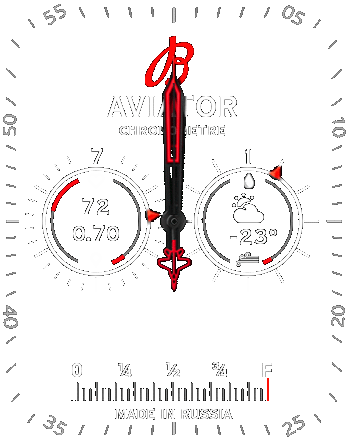 55 05
B
AVIATOR
CHRONOMETRE
50 10
7 1
72
0.70
-23°
40 20
0 ¼ ½ ¾ F
MADE IN RUSSIA
35 25